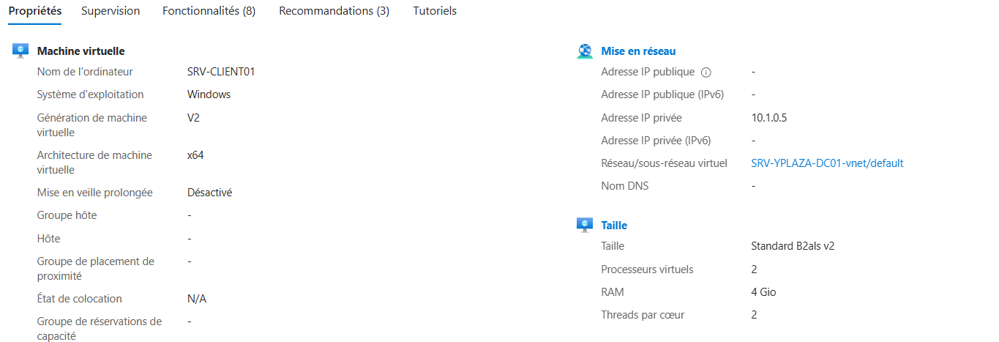 Propriétés Supervision Fonctionnalités (8) Recommandations (3) Tutoriels
Machine virtuelle
Nom de l'ordinateur SRV-CLIENT01
Système d'exploitation Windows
Génération de machine V2
virtuelle
Architecture de machine x64
virtuelle
Mise en veille prolongée Désactivé
Groupe hôte -
Hôte -
Groupe de placement de -
proximité
État de colocation N/A
Groupe de réservations de -
capacité
Mise en réseau
Adresse IP publique -
Adresse IP publique (IPv6) -
Adresse IP privée 10.1.0.5
Adresse IP privée (IPv6) -
Réseau/sous-réseau virtuel SRV-YPLAZA-DC01-vnet/default
Nom DNS -
Taille
Taille Standard B2als v2
Processeurs virtuels 2
RAM 4 Gio
Threads par cœur 2